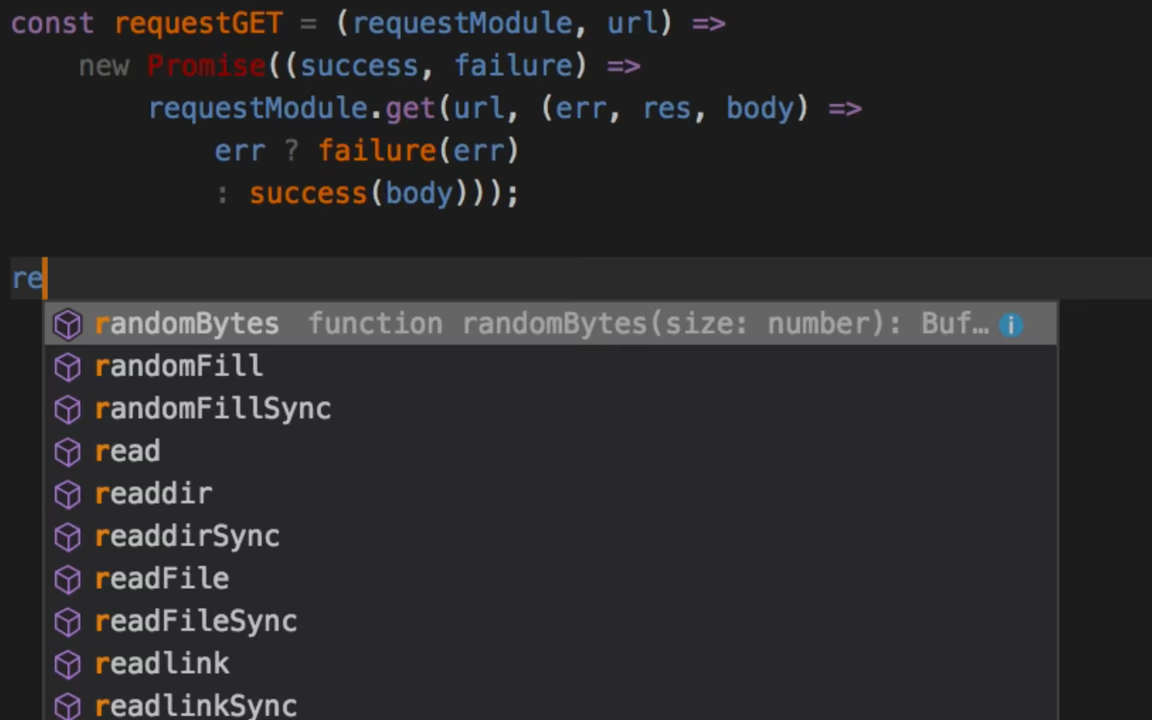 const requestGET = (requestModule, url) =>
new Promise((success, failure) =>
requestModule.get(url, (err, res, body) =>
err ? failure(err)
: success(body)));
re
randomBytes function randomBytes(size: number): Buf… i
randomFill
randomFillSync
read
readdir
readdirSync
readFile
readFileSync
readlink
readlinkSync